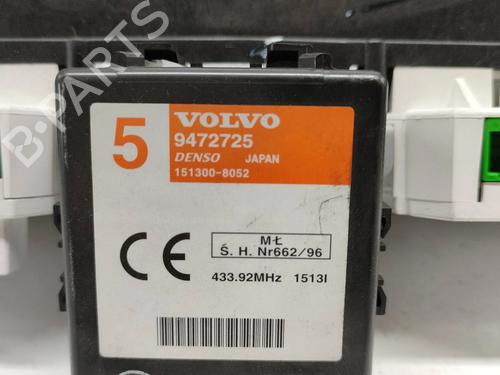 5
VOLVO
9472725
DENSO JAPAN
151300-8052
MŁ
Ś. H. Nr662/96
CE
433.92MHz 1513I
B-PARTS